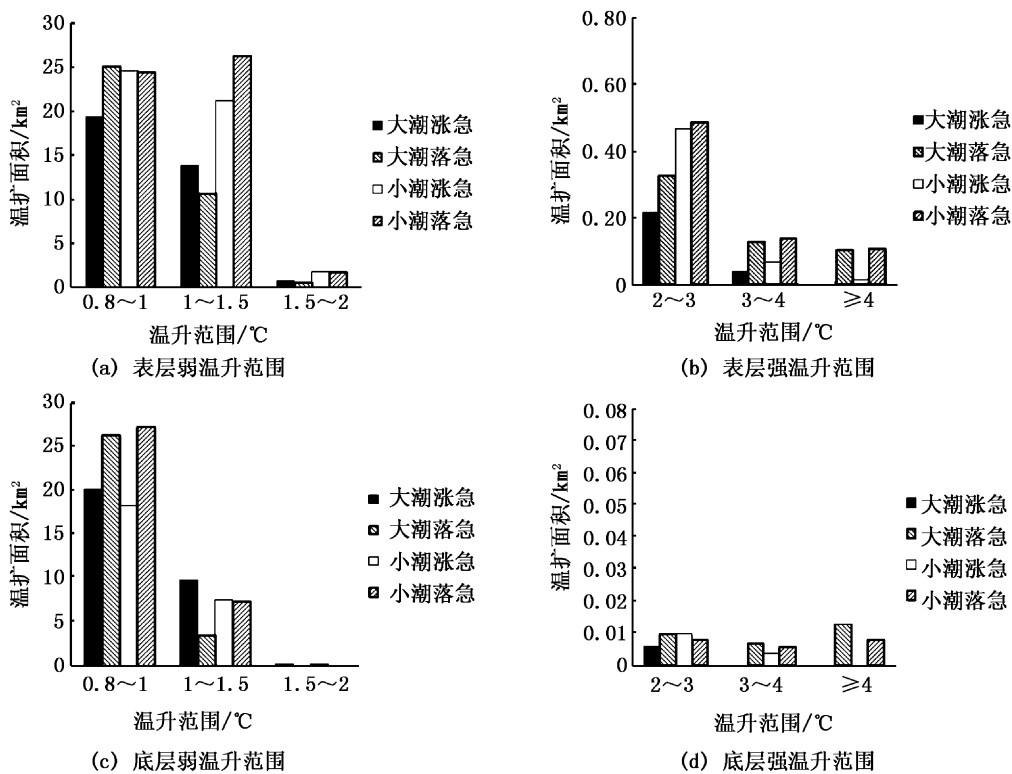 30
25
20
15
10
5
0
温扩面积/km²
0.8～1 1～1.5 1.5～2
温升范围/℃
大潮涨急
大潮落急
小潮涨急
小潮落急
(a) 表层弱温升范围
0.80
0.60
0.40
0.20
0
温扩面积/km²
2～3 3～4 ≥4
温升范围/℃
大潮涨急
大潮落急
小潮涨急
小潮落急
(b) 表层强温升范围
30
25
20
15
10
5
0
温扩面积/km²
0.8～1 1～1.5 1.5～2
温升范围/℃
大潮涨急
大潮落急
小潮涨急
小潮落急
(c) 底层弱温升范围
0.08
0.07
0.06
0.05
0.04
0.03
0.02
0.01
0
温扩面积/km²
2～3 3～4 ≥4
温升范围/℃
大潮涨急
大潮落急
小潮涨急
小潮落急
(d) 底层强温升范围